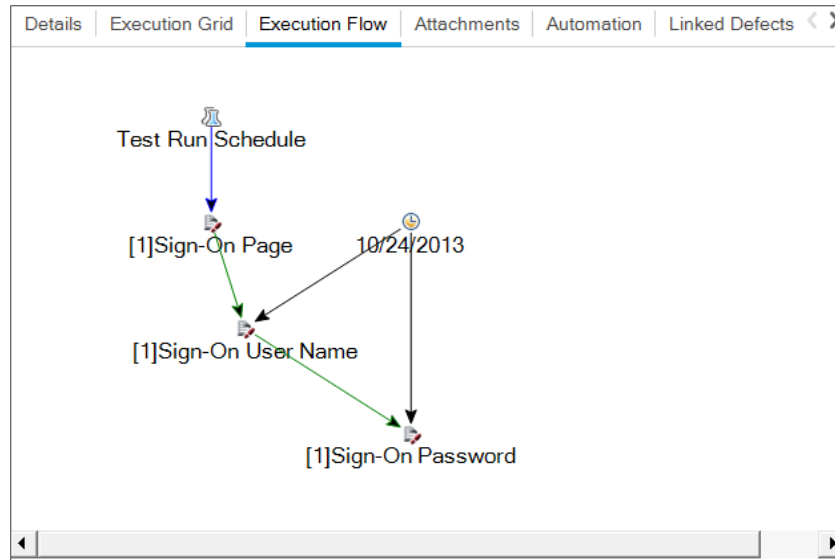 Details Execution Grid Execution Flow Attachments Automation Linked Defects
Test Run Schedule
[1]Sign-On Page
10/24/2013
[1]Sign-On User Name
[1]Sign-On Password